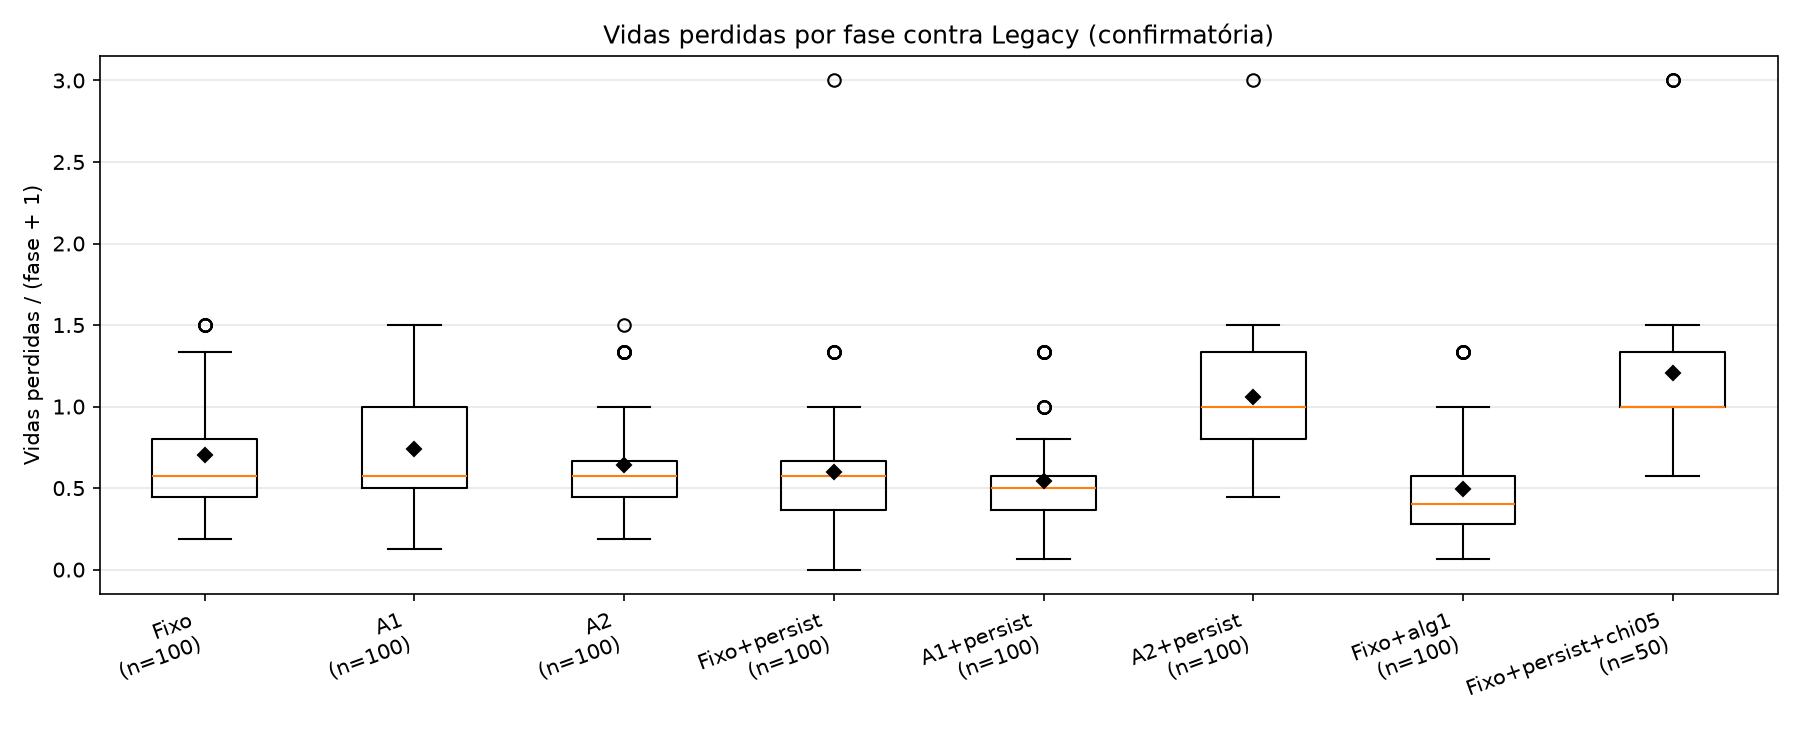 Vidas perdidas por fase contra Legacy (confirmatória)
Vidas perdidas / (fase + 1)
3.0
2.5
2.0
1.5
1.0
0.5
0.0
Fixo
(n=100)
A1
(n=100)
A2
(n=100)
Fixo+persist
(n=100)
A1+persist
(n=100)
A2+persist
(n=100)
Fixo+alg1
(n=100)
Fixo+persist+chi05
(n=50)